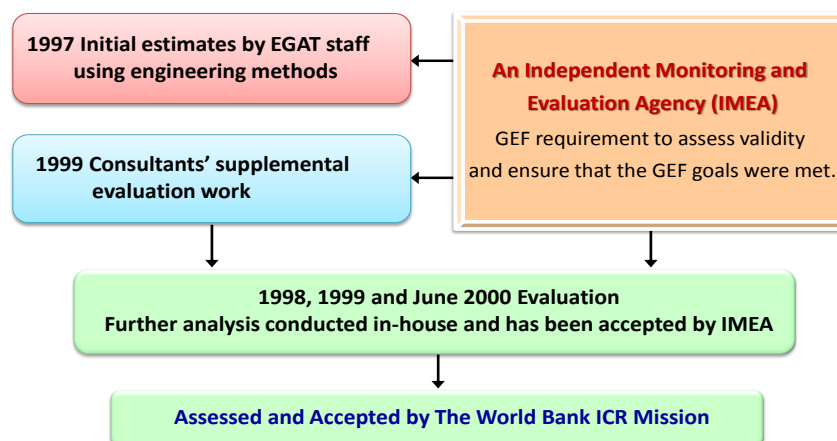 1997 Initial estimates by EGAT staff
using engineering methods
An Independent Monitoring and
Evaluation Agency (IMEA)
GEF requirement to assess validity
and ensure that the GEF goals were met.
1999 Consultants’ supplemental
evaluation work
1998, 1999 and June 2000 Evaluation
Further analysis conducted in-house and has been accepted by IMEA
Assessed and Accepted by The World Bank ICR Mission